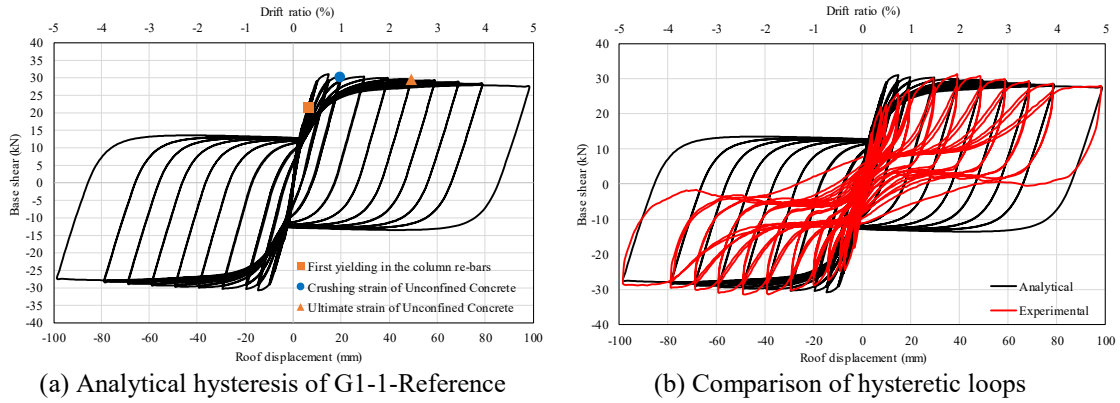 Drift ratio (%)
-5 -4 -3 -2 -1 0 1 2 3 4 5
40
35
30
25
20
15
10
5
0
-5
-10
-15
-20
-25
-30
-35
-40
Base shear (kN)
First yielding in the column re-bars
Crushing strain of Unconfined Concrete
Ultimate strain of Unconfined Concrete
-100 -80 -60 -40 -20 0 20 40 60 80 100
Roof displacement (mm)
(a) Analytical hysteresis of G1-1-Reference
Drift ratio (%)
-5 -4 -3 -2 -1 0 1 2 3 4 5
40
30
20
10
0
-10
-20
-30
-40
Base shear (kN)
Analytical
Experimental
-100 -80 -60 -40 -20 0 20 40 60 80 100
Roof displacement (mm)
(b) Comparison of hysteretic loops